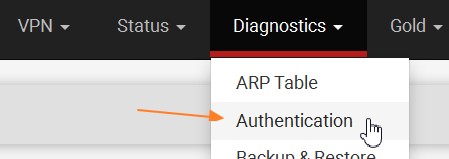 VPN Status Diagnostics Gold
ARP Table
Authentication
Backup & Restore